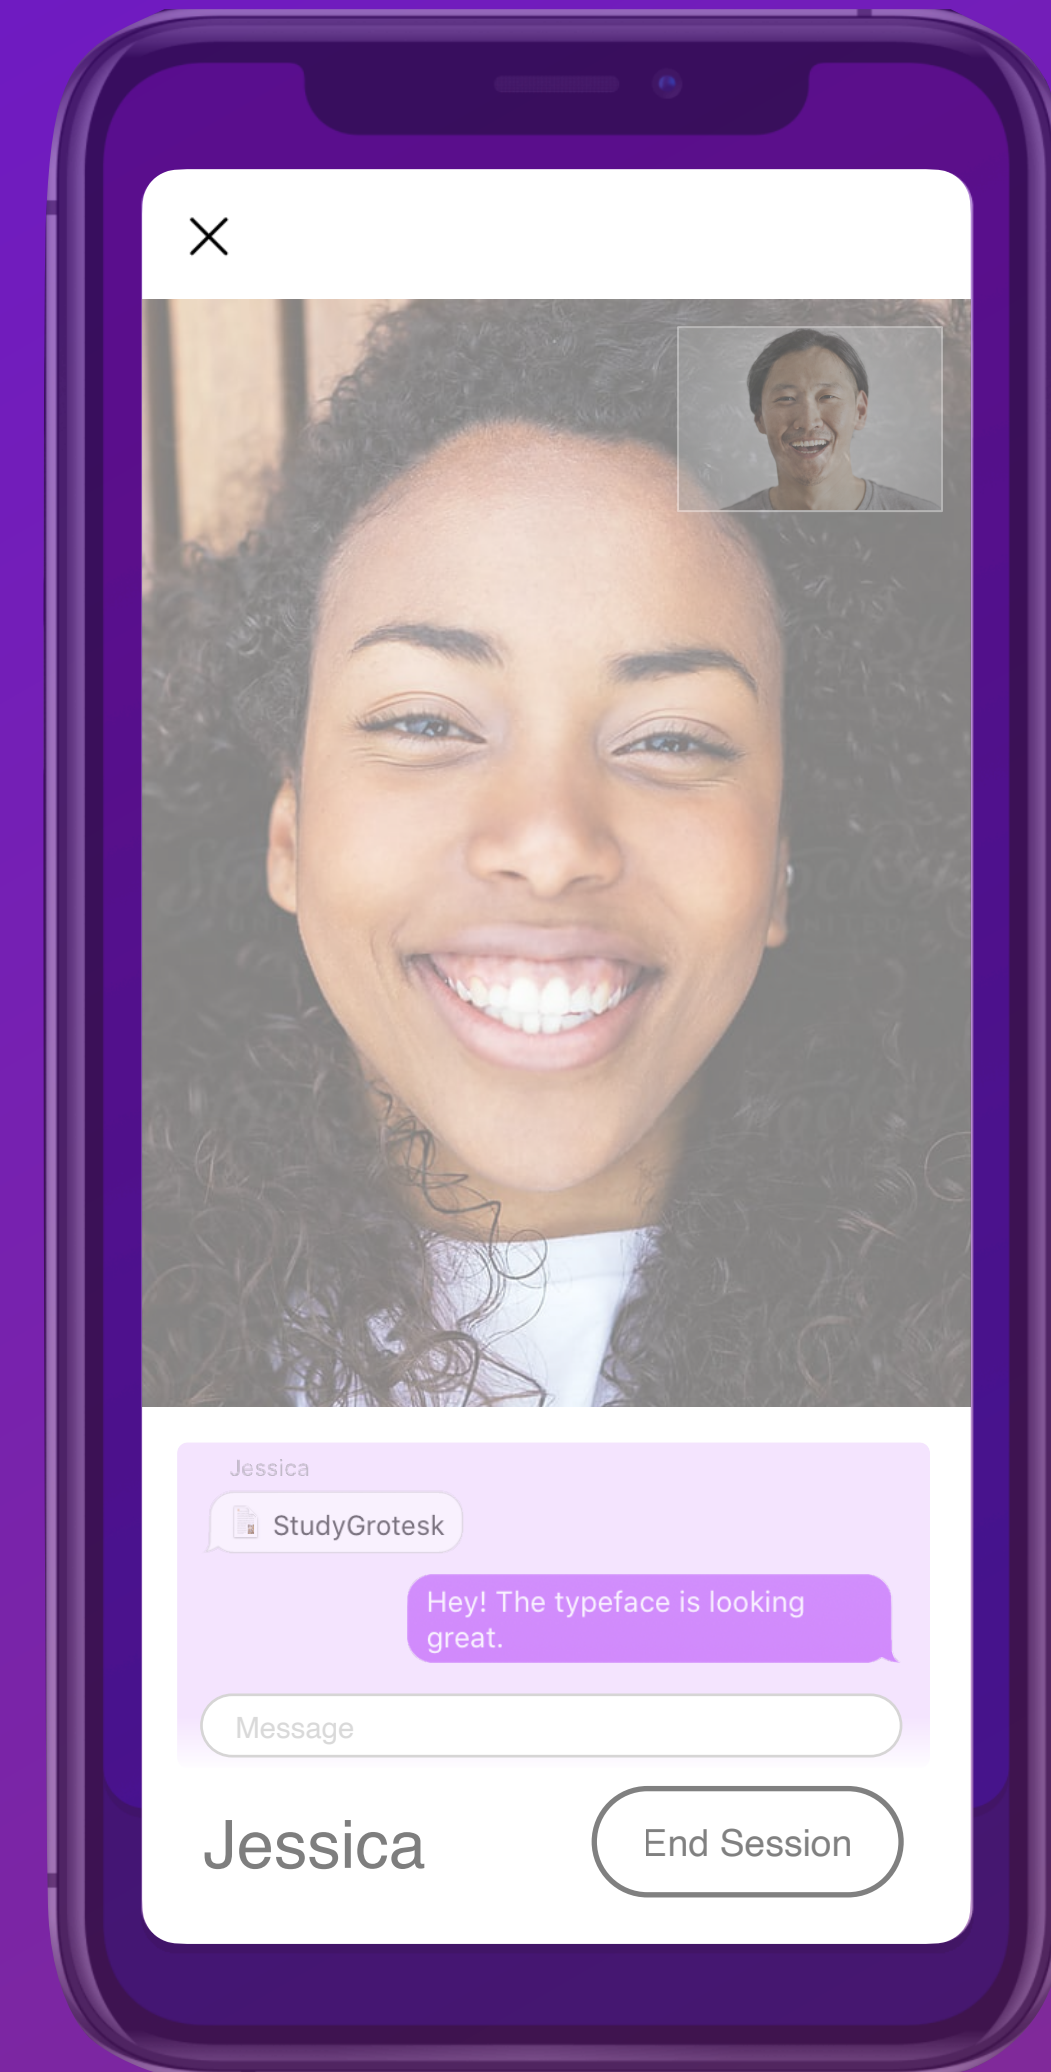 Jessica
StudyGrotesk
Hey! The typeface is looking
great.
Message
Jessica
End Session